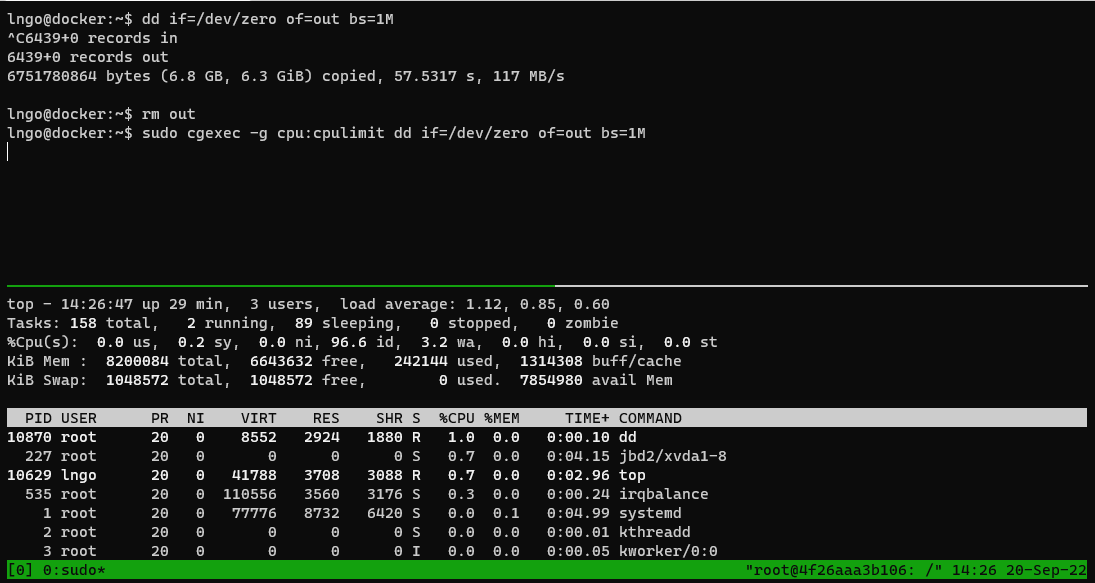 lngo@docker:~$ dd if=/dev/zero of=out bs=1M
^C6439+0 records in
6439+0 records out
6751780864 bytes (6.8 GB, 6.3 GiB) copied, 57.5317 s, 117 MB/s
lngo@docker:~$ rm out
lngo@docker:~$ sudo cgexec -g cpu:cpulimit dd if=/dev/zero of=out bs=1M
top - 14:26:47 up 29 min,  3 users,  load average: 1.12, 0.85, 0.60
Tasks: 158 total,   2 running,  89 sleeping,   0 stopped,   0 zombie
%Cpu(s):  0.0 us,  0.2 sy,  0.0 ni, 96.6 id,  3.2 wa,  0.0 hi,  0.0 si,  0.0 st
KiB Mem :  8200084 total,  6643632 free,   242144 used,  1314308 buff/cache
KiB Swap:  1048572 total,  1048572 free,        0 used.  7854980 avail Mem
  PID USER      PR  NI    VIRT    RES    SHR S  %CPU %MEM     TIME+ COMMAND
10870 root      20   0    8552   2924   1880 R   1.0  0.0   0:00.10 dd
  227 root      20   0       0      0      0 S   0.7  0.0   0:04.15 jbd2/xvda1-8
10629 lngo      20   0   41788   3708   3088 R   0.7  0.0   0:02.96 top
  535 root      20   0  110556   3560   3176 S   0.3  0.0   0:00.24 irqbalance
    1 root      20   0   77776   8732   6420 S   0.0  0.1   0:04.99 systemd
    2 root      20   0       0      0      0 S   0.0  0.0   0:00.01 kthreadd
    3 root      20   0       0      0      0 I   0.0  0.0   0:00.05 kworker/0:0
[0] 0:sudo* "root@4f26aaa3b106: /" 14:26 20-Sep-22